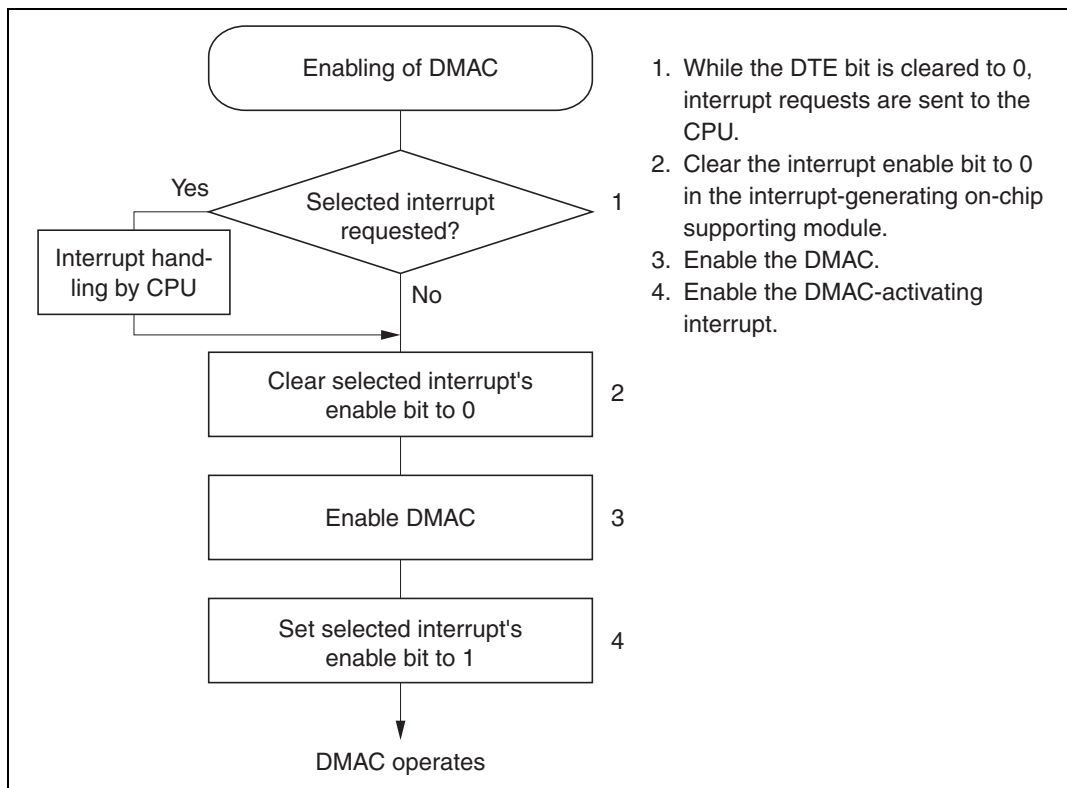 Enabling of DMAC
Selected interrupt
requested?
1
Yes
Interrupt hand-
ling by CPU
No
Clear selected interrupt's
enable bit to 0
2
Enable DMAC
3
Set selected interrupt's
enable bit to 1
4
DMAC operates
1. While the DTE bit is cleared to 0,
interrupt requests are sent to the
CPU.
2. Clear the interrupt enable bit to 0
in the interrupt-generating on-chip
supporting module.
3. Enable the DMAC.
4. Enable the DMAC-activating
interrupt.